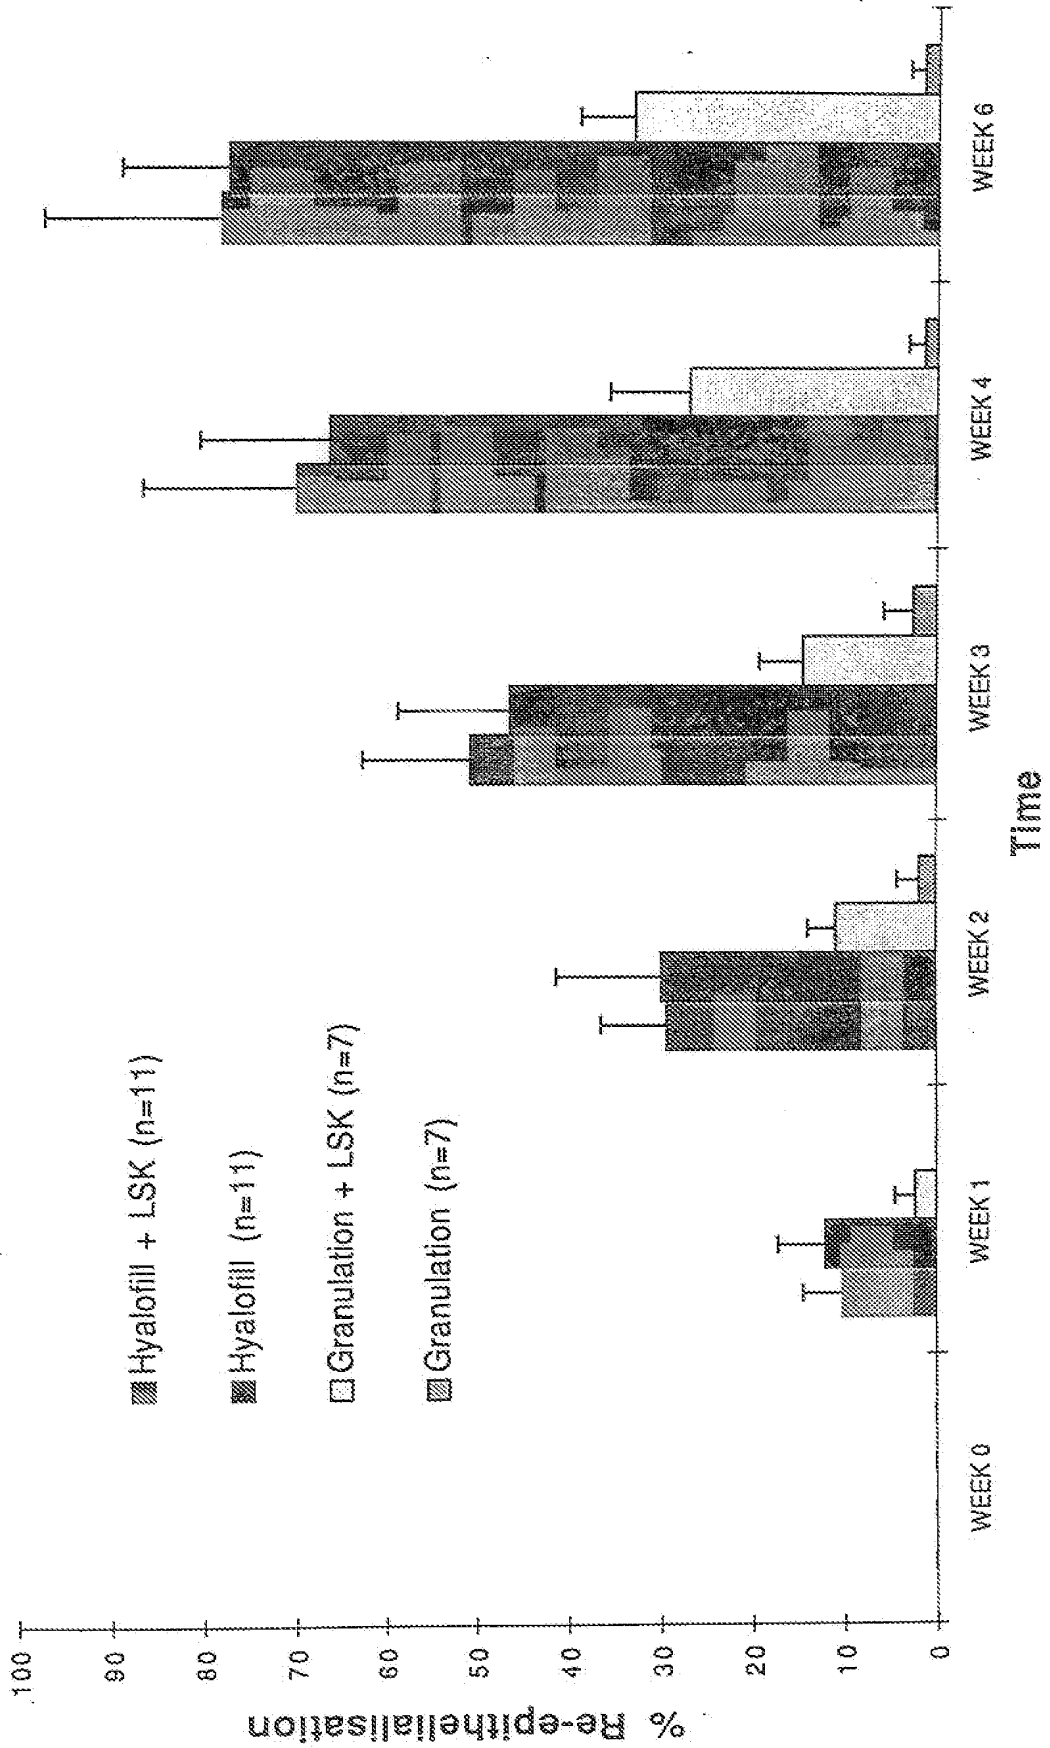 % Re-epithelialisation
100
90
80
70
60
50
40
30
20
10
0
Hyalofill + LSK (n=11)
Hyalofill (n=11)
Granulation + LSK (n=7)
Granulation (n=7)
WEEK 0
WEEK 1
WEEK 2
WEEK 3
WEEK 4
WEEK 6
Time